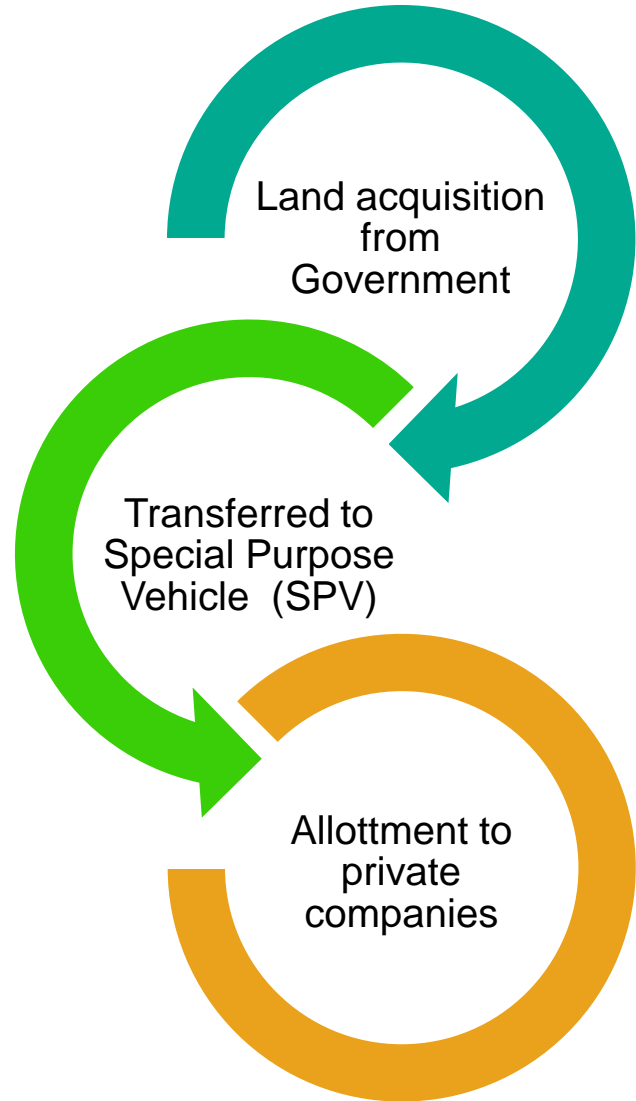 Land acquisition
from
Government
Transferred to
Special Purpose
Vehicle  (SPV)
Allottment to
private
companies